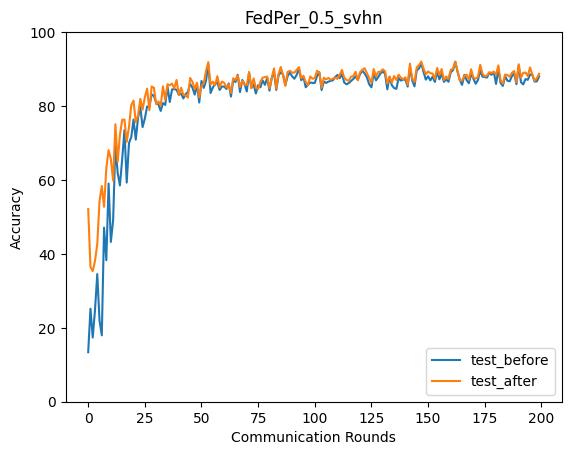 FedPer_0.5_svhn
Accuracy
100
80
60
40
20
0
0 25 50 75 100 125 150 175 200
Communication Rounds
test_before
test_after